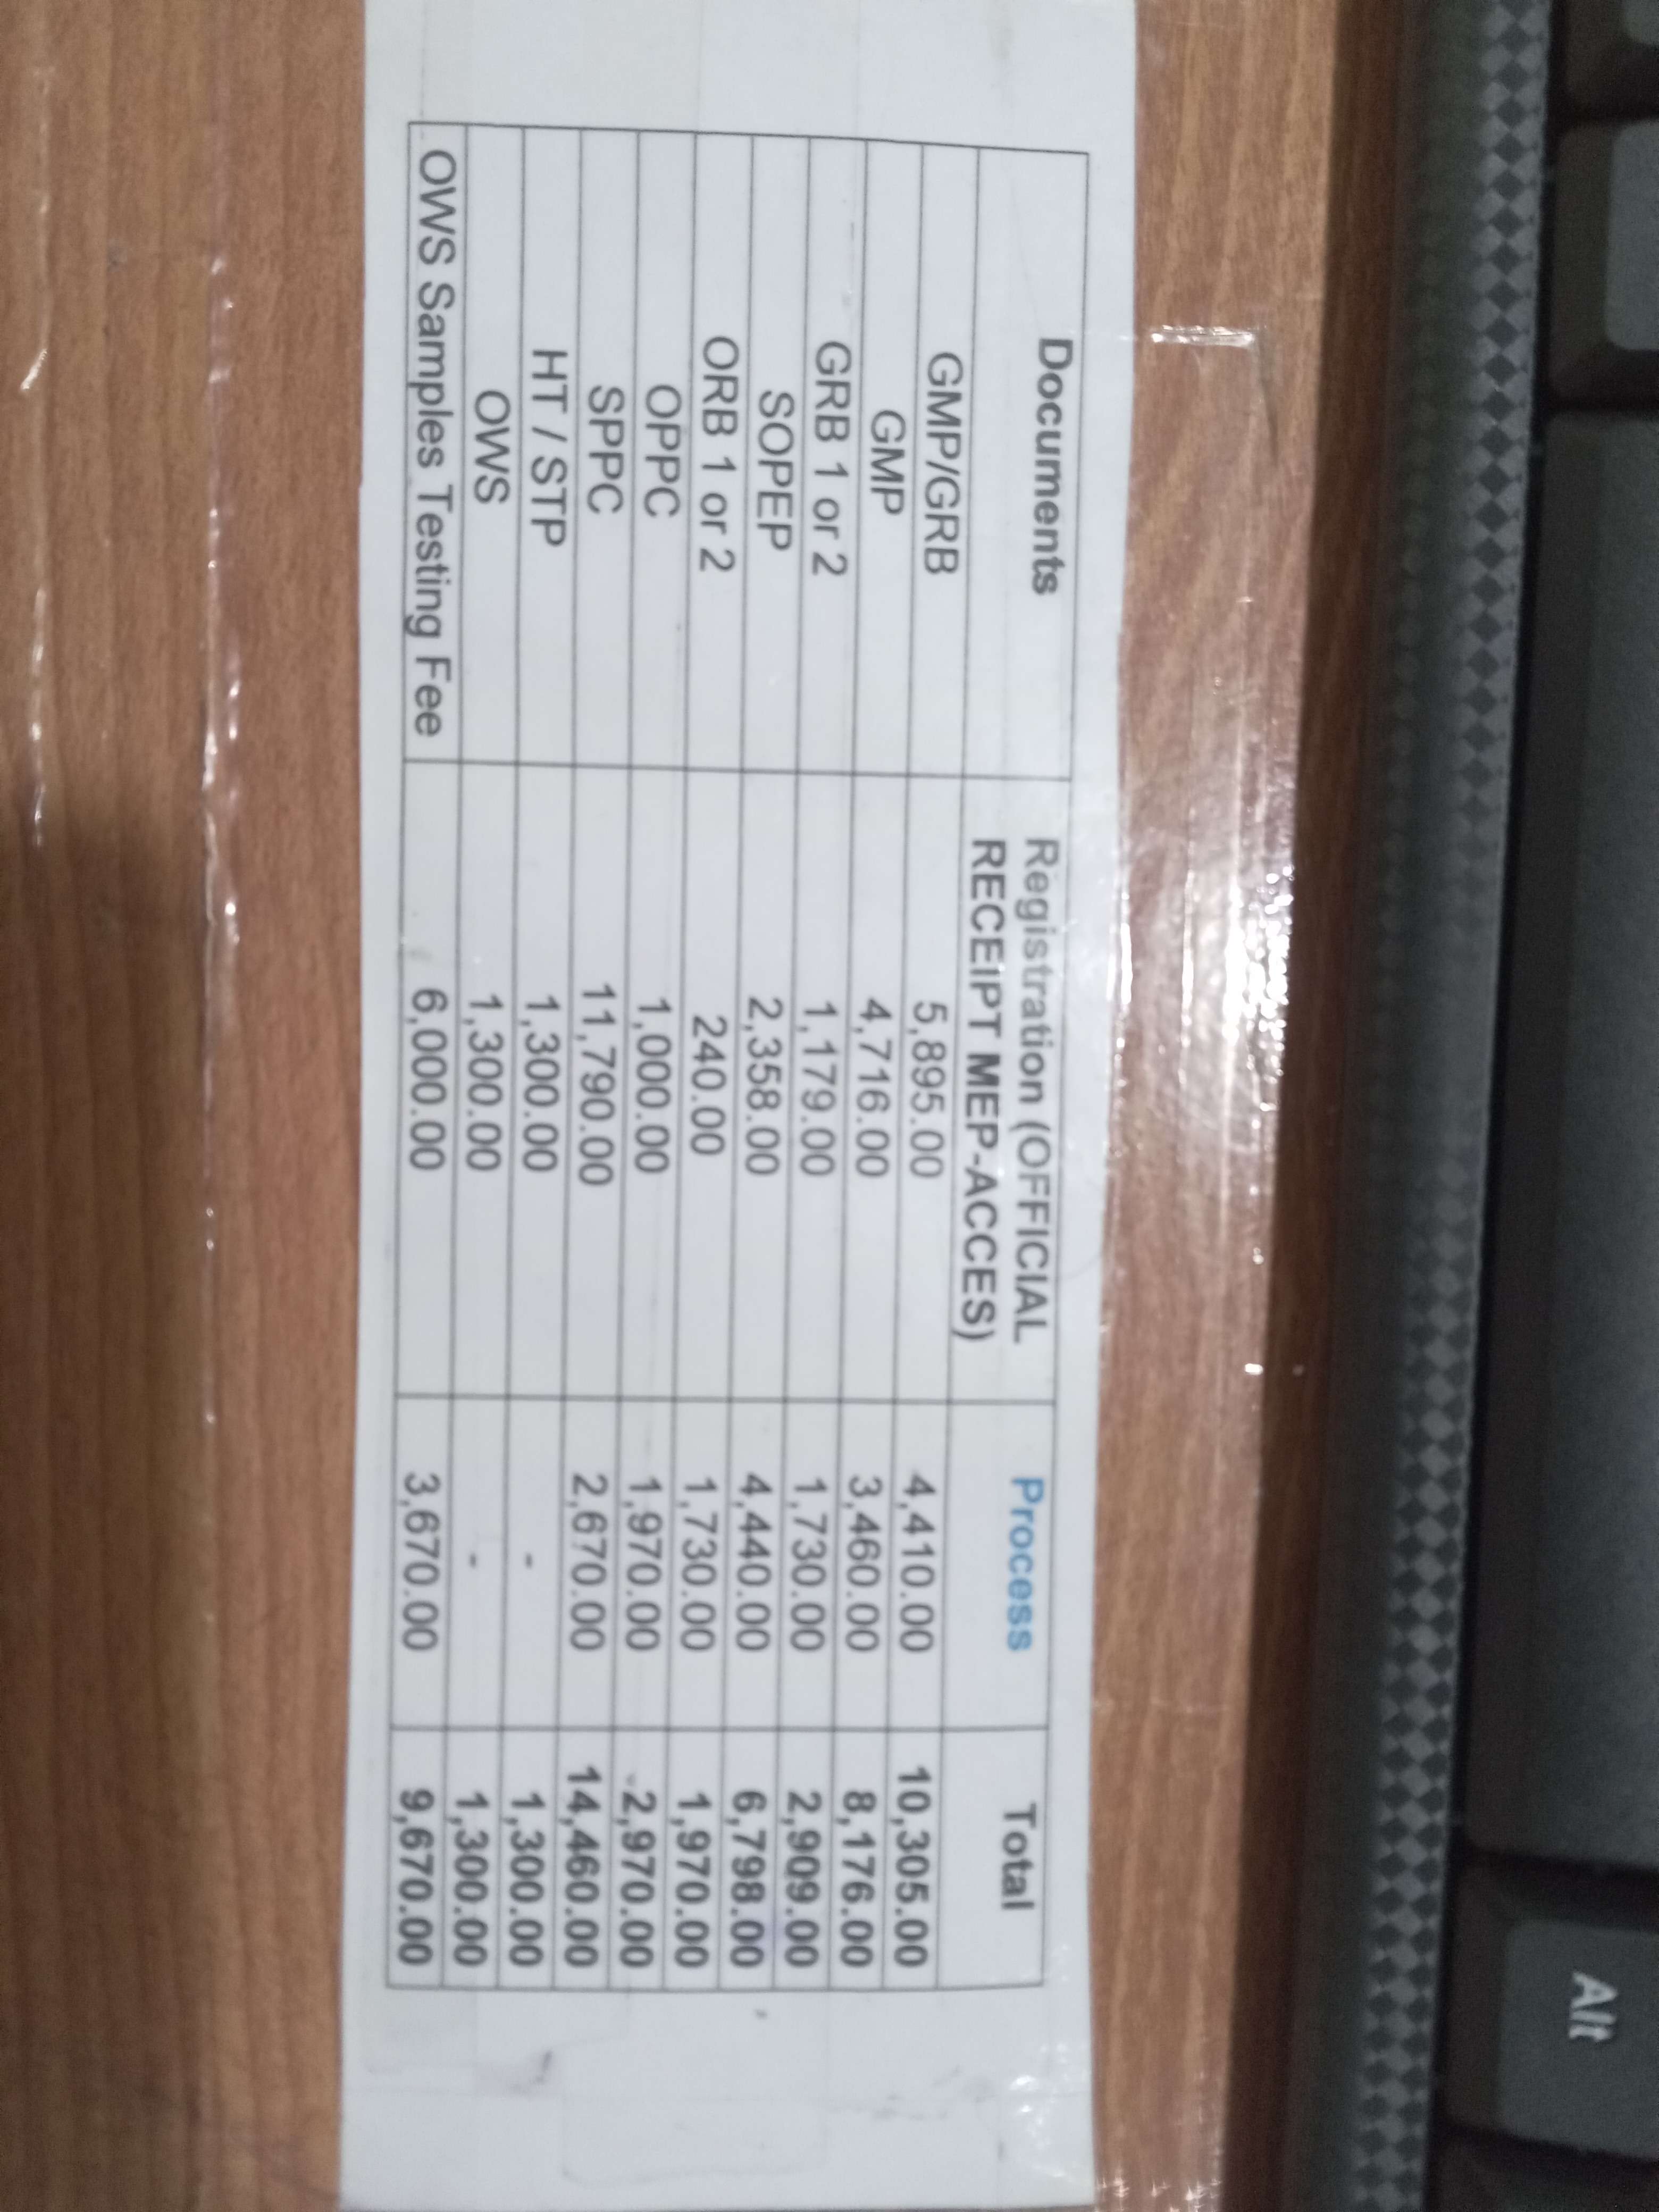 Documents Registration (OFFICIAL RECEIPT MEP-ACCES) Process Total
GMP/GRB 5,895.00 4,410.00 10,305.00
GMP 4,716.00 3,460.00 8,176.00
GRB 1 or 2 1,179.00 1,730.00 2,909.00
SOPEP 2,358.00 4,440.00 6,798.00
ORB 1 or 2 240.00 1,730.00 1,970.00
OPPC 1,000.00 1,970.00 2,970.00
SPPC 11,790.00 2,670.00 14,460.00
HT / STP 1,300.00 - 1,300.00
OWS 1,300.00 - 1,300.00
OWS Samples Testing Fee 6,000.00 3,670.00 9,670.00
Alt